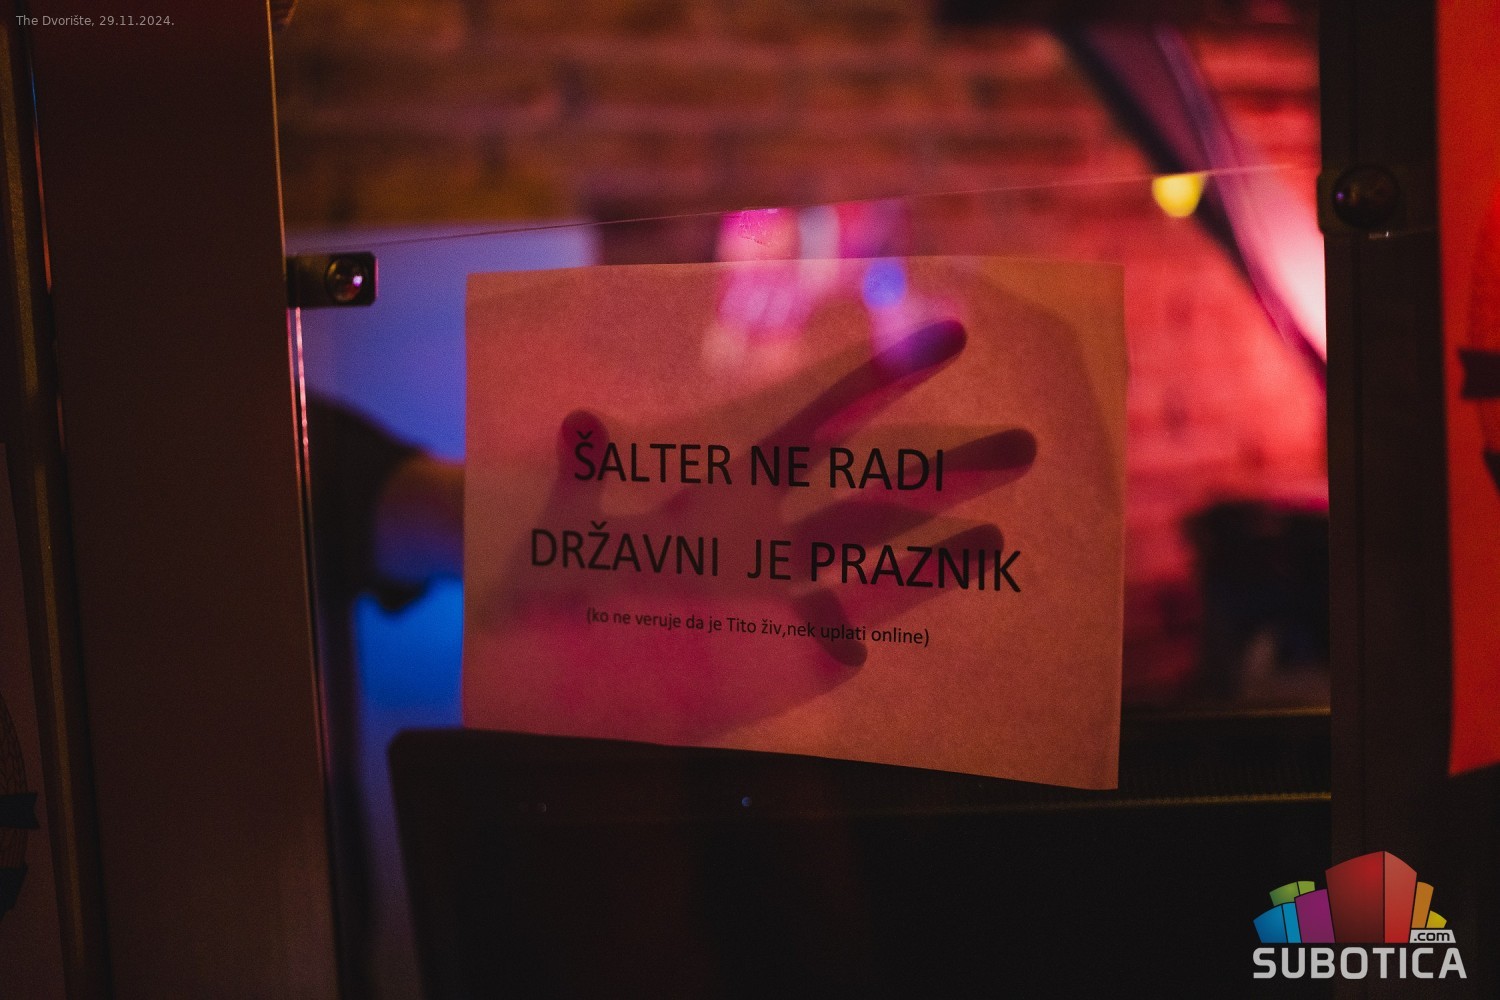 The Dvorište, 29.11.2024.
ŠALTER NE RADI
DRŽAVNI JE PRAZNIK
(ko ne veruje da je Tito živ,nek uplati online)
.com
SUBOTICA